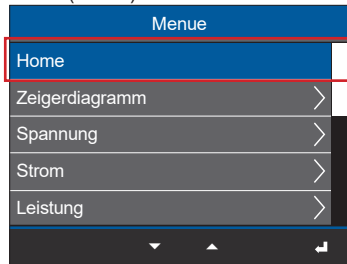 Menue
Home
Zeigerdiagramm
Spannung
Strom
Leistung